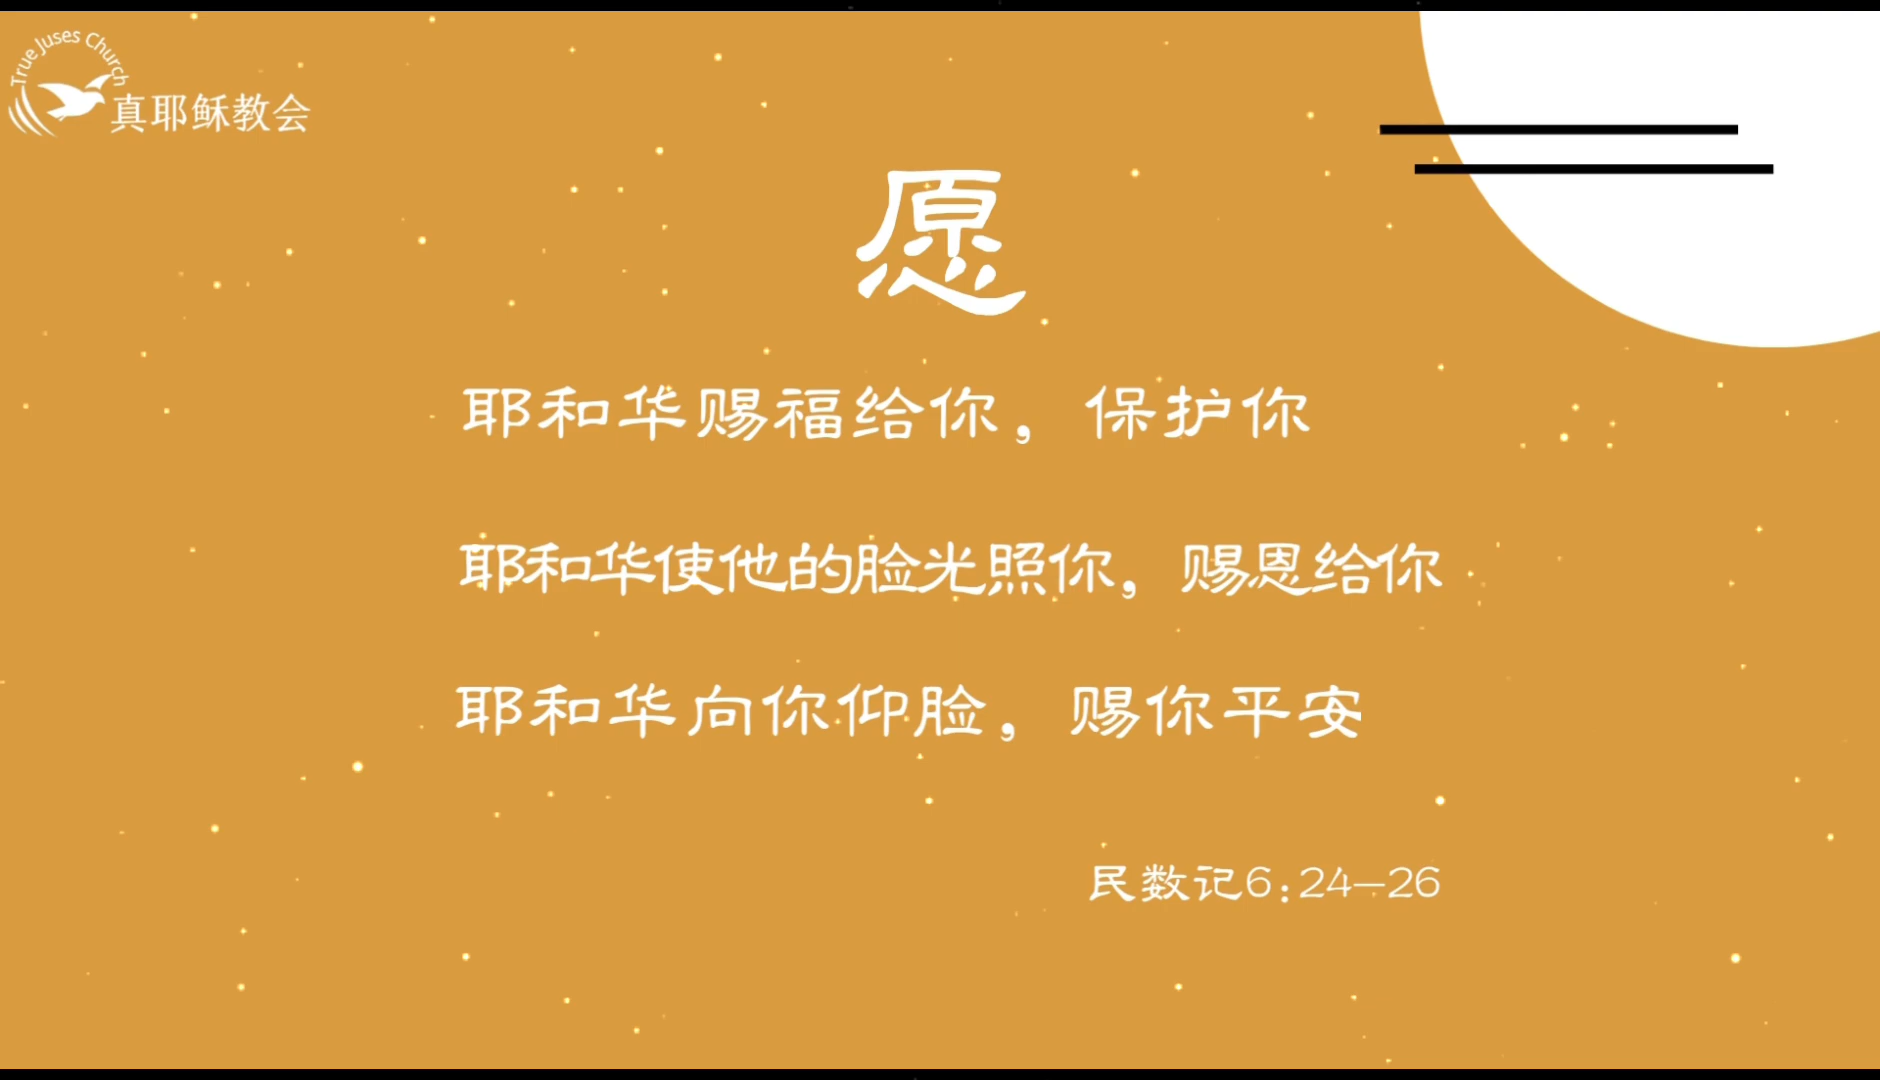 True Juses Church
真耶稣教会
愿
耶和华赐福给你，保护你
耶和华使他的脸光照你，赐恩给你
耶和华向你仰脸，赐你平安
民数记6:24—26